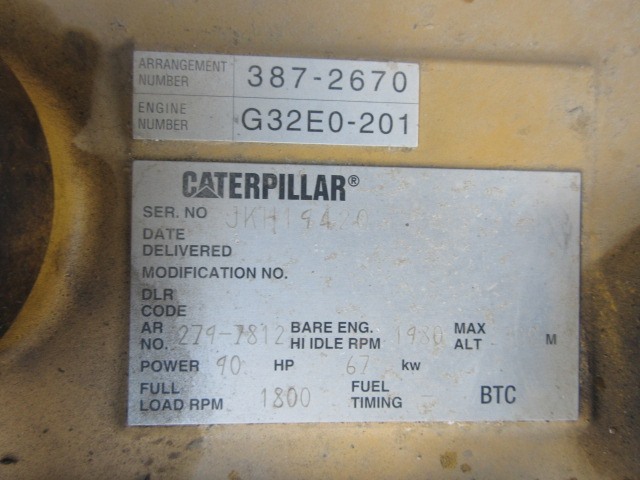 ARRANGEMENT NUMBER 387-2670
ENGINE NUMBER G32E0-201
CATERPILLAR®
SER. NO
DATE DELIVERED
MODIFICATION NO.
DLR CODE
AR NO. 279-7812 BARE ENG. HI IDLE RPM 1980 MAX ALT M
POWER 90 HP 67 kw
FULL LOAD RPM 1800 FUEL TIMING - BTC